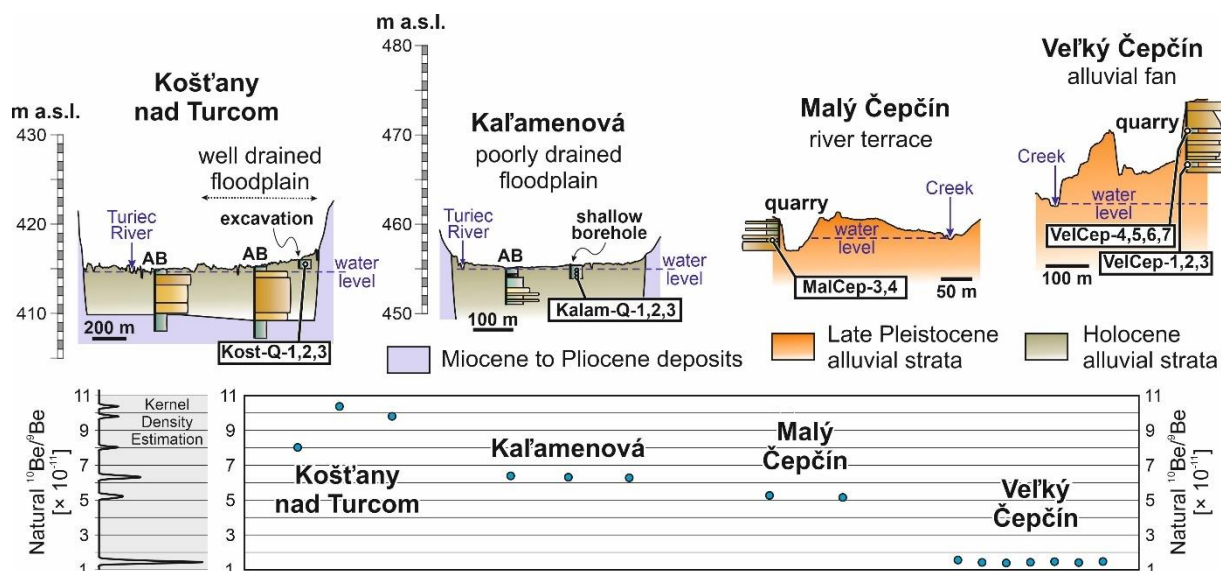 m a.s.l.
430
420
410
Košťany
nad Turcom
well drained
floodplain
excavation
Turiec
River
AB
AB
water
level
200 m
Kost-Q-1,2,3
m a.s.l.
480
470
460
450
Kaľamenová
poorly drained
floodplain
Turiec
River
AB
shallow
borehole
water
level
100 m
Kalam-Q-1,2,3
Malý Čepčín
river terrace
quarry
Creek
water
level
MalCep-3,4
50 m
Veľký Čepčín
alluvial fan
quarry
Creek
water
level
VelCep-4,5,6,7
VelCep-1,2,3
100 m
Miocene to Pliocene deposits
Late Pleistocene
alluvial strata
Holocene
alluvial strata
Natural ¹⁰Be/⁹Be
[× 10⁻¹¹]
11
9
7
5
3
1
Kernel
Density
Estimation
Košťany
nad Turcom
Kaľamenová
Malý
Čepčín
Veľký
Čepčín
11
9
7
5
3
1
Natural ¹⁰Be/⁹Be
[× 10⁻¹¹]